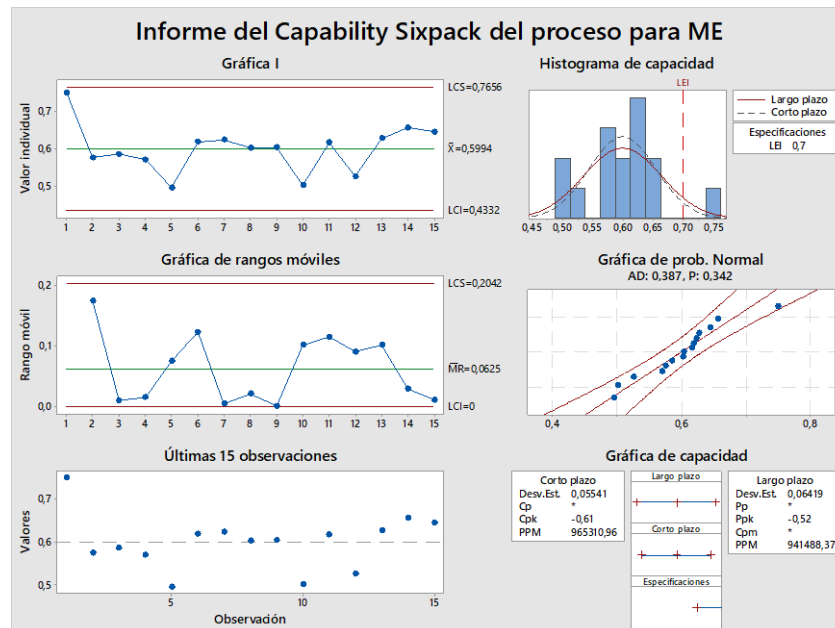 Informe del Capability Sixpack del proceso para ME
Gráfica I
Valor individual
0,7
0,6
0,5
1 2 3 4 5 6 7 8 9 10 11 12 13 14 15
LCS=0,7656
X̄=0,5994
LCI=0,4332
Histograma de capacidad
LEI
0,45 0,50 0,55 0,60 0,65 0,70 0,75
Largo plazo
Corto plazo
Especificaciones
LEI 0,7
Gráfica de rangos móviles
Rango móvil
0,2
0,1
0,0
1 2 3 4 5 6 7 8 9 10 11 12 13 14 15
LCS=0,2042
M̅R̅=0,0625
LCI=0
Gráfica de prob. Normal
AD: 0,387, P: 0,342
0,4 0,6 0,8
Últimas 15 observaciones
Valores
0,7
0,6
0,5
5 10 15
Observación
Gráfica de capacidad
Corto plazo
Desv.Est. 0,05541
Cp *
Cpk -0,61
PPM 965310,96
Largo plazo
Corto plazo
Especificaciones
Largo plazo
Desv.Est. 0,06419
Pp *
Ppk -0,52
Cpm *
PPM 941488,37